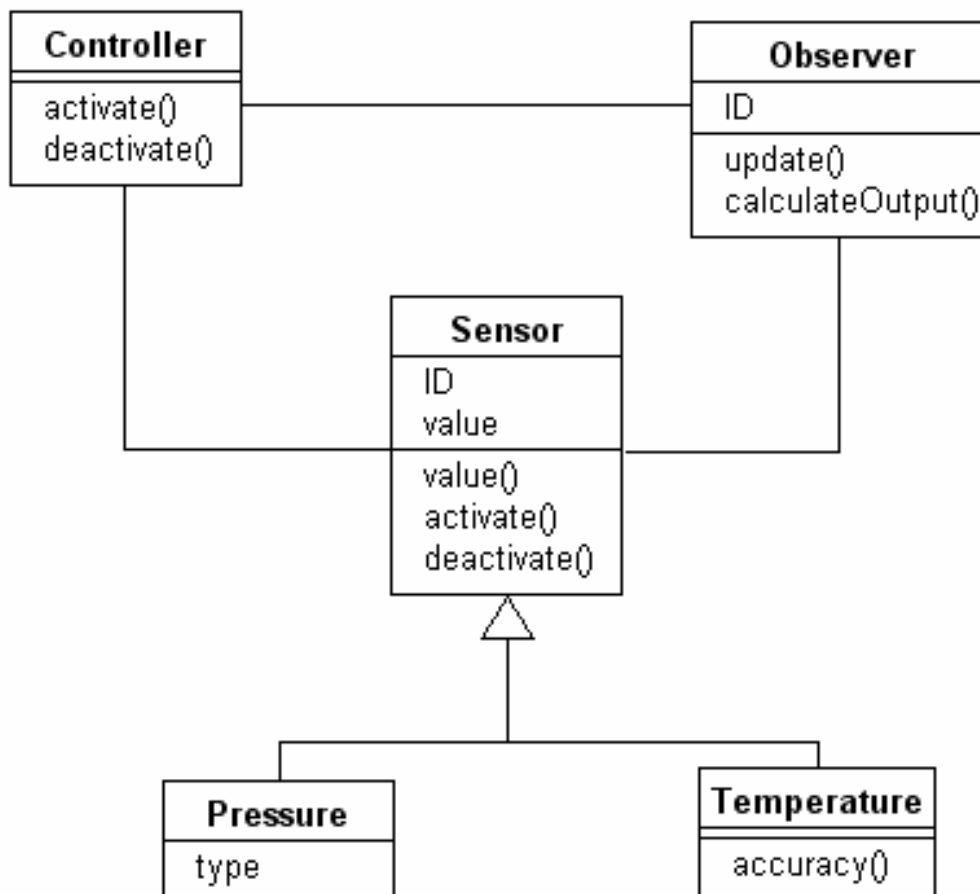 Controller
activate()
deactivate()
Observer
ID
update()
calculateOutput()
Sensor
ID
value
value()
activate()
deactivate()
Pressure
type
Temperature
accuracy()